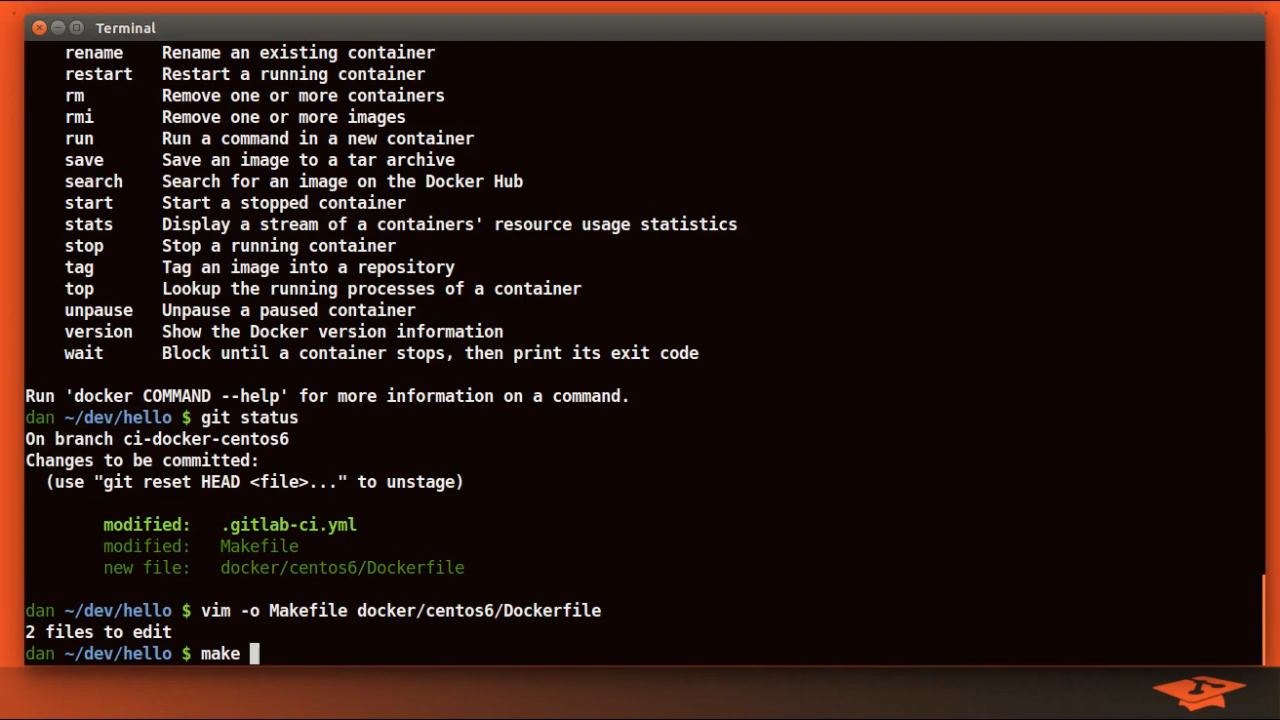 Terminal
rename Rename an existing container
restart Restart a running container
rm Remove one or more containers
rmi Remove one or more images
run Run a command in a new container
save Save an image to a tar archive
search Search for an image on the Docker Hub
start Start a stopped container
stats Display a stream of a containers' resource usage statistics
stop Stop a running container
tag Tag an image into a repository
top Lookup the running processes of a container
unpause Unpause a paused container
version Show the Docker version information
wait Block until a container stops, then print its exit code
Run 'docker COMMAND --help' for more information on a command.
dan ~/dev/hello $ git status
On branch ci-docker-centos6
Changes to be committed:
(use "git reset HEAD <file>..." to unstage)
modified: .gitlab-ci.yml
modified: Makefile
new file: docker/centos6/Dockerfile
dan ~/dev/hello $ vim -o Makefile docker/centos6/Dockerfile
2 files to edit
dan ~/dev/hello $ make